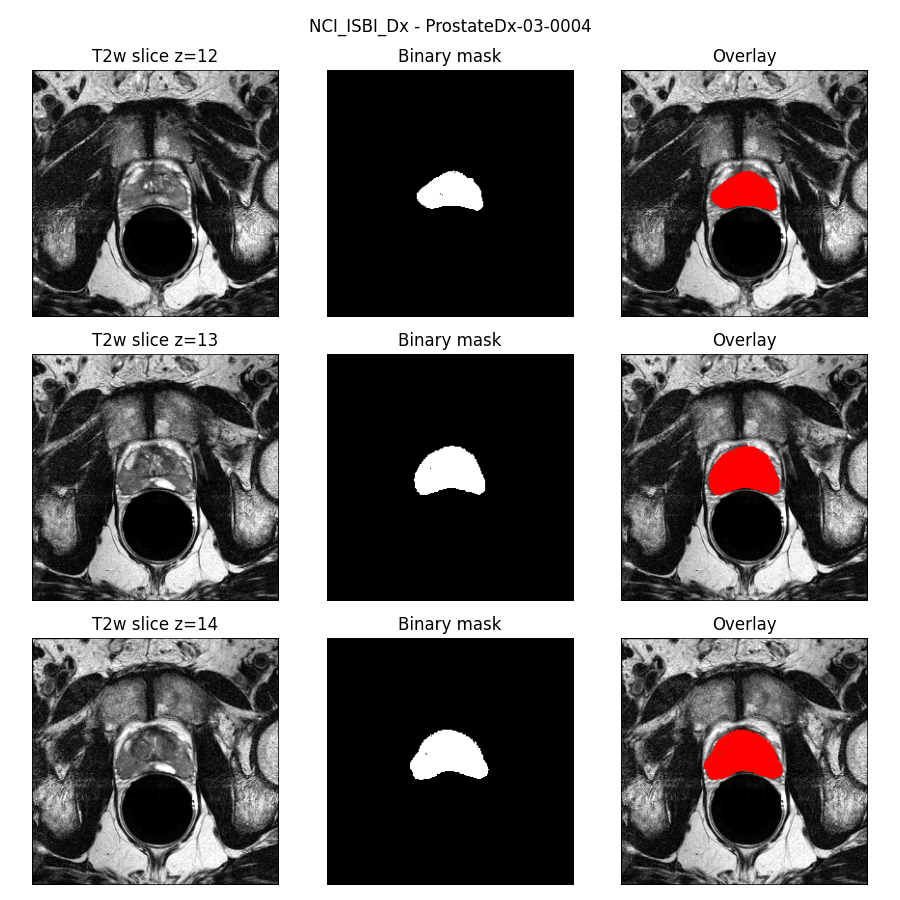 NCI_ISBI_Dx - ProstateDx-03-0004
T2w slice z=12
Binary mask
Overlay
T2w slice z=13
Binary mask
Overlay
T2w slice z=14
Binary mask
Overlay